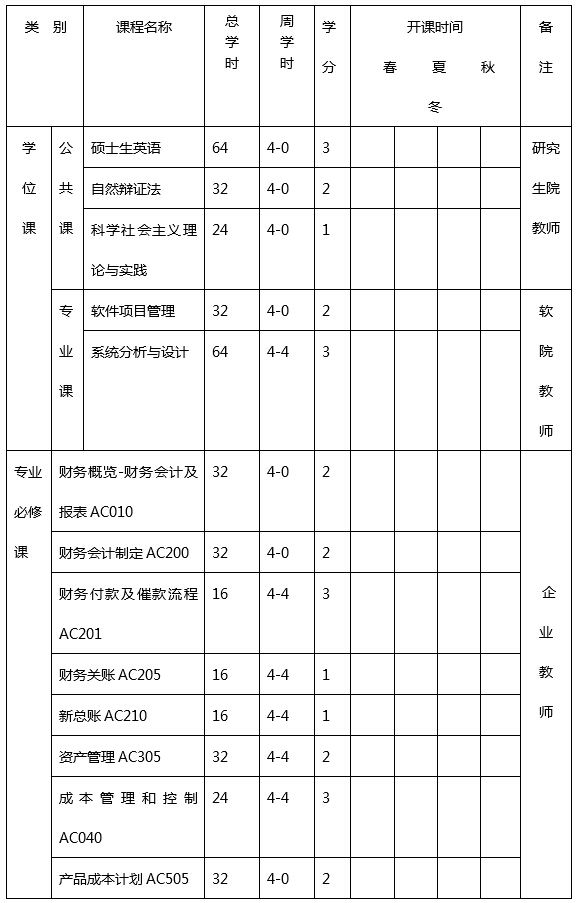 类 别 课程名称 总学时 周学时 学分 开课时间 备注
春 夏 秋
冬
学位课 公共课 硕士生英语 64 4-0 3 研究生院教师
自然辩证法 32 4-0 2
科学社会主义理 24 4-0 1
论与实践
专业课 软件项目管理 32 4-0 2 软院教师
系统分析与设计 64 4-4 3
专业必修课 财务概览-财务会计及 32 4-0 2 企业教师
报表 AC010
财务会计制定 AC200 32 4-0 2
财务付款及催款流程 16 4-4 3
AC201
财务关账 AC205 16 4-4 1
新总账 AC210 16 4-4 1
资产管理 AC305 32 4-4 2
成本管理和控制 24 4-4 3
AC040
产品成本计划 AC505 32 4-0 2